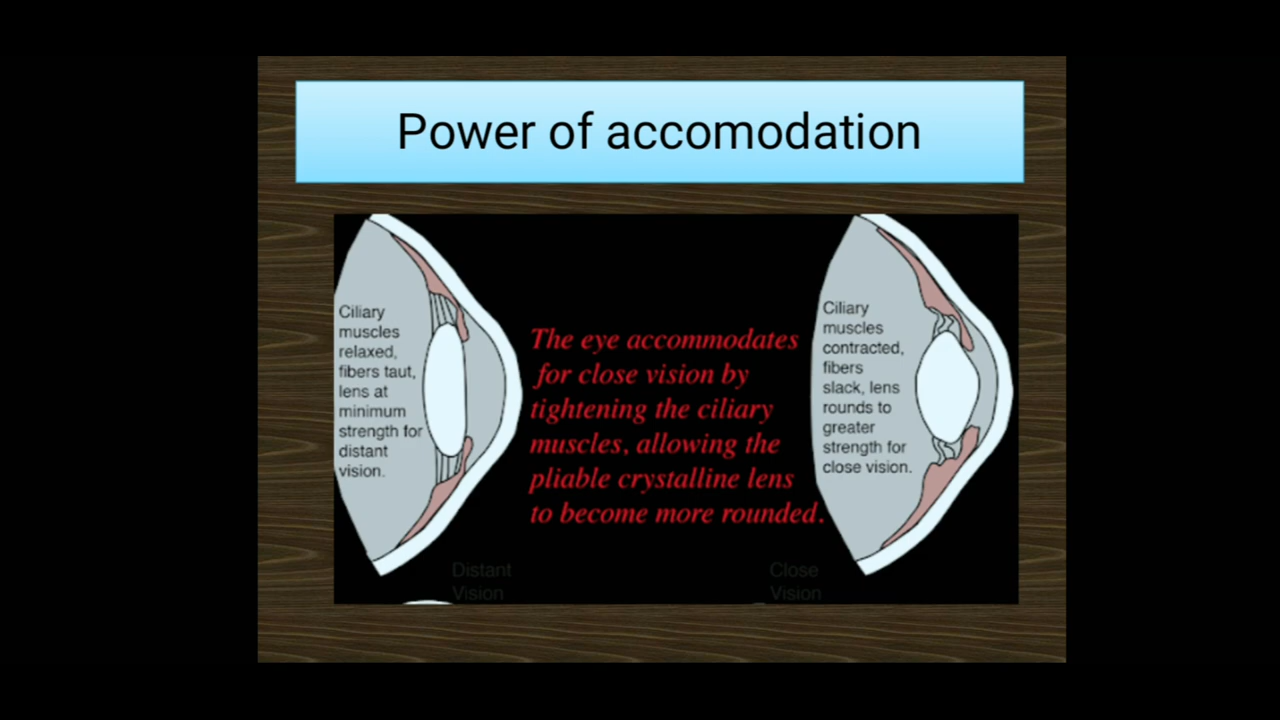 Power of accomodation
Ciliary
muscles
relaxed,
fibers taut,
lens at
minimum
strength for
distant
vision.
The eye accommodates
for close vision by
tightening the ciliary
muscles, allowing the
pliable crystalline lens
to become more rounded.
Ciliary
muscles
contracted,
fibers
slack, lens
rounds to
greater
strength for
close vision.
Distant
Vision
Close
Vision